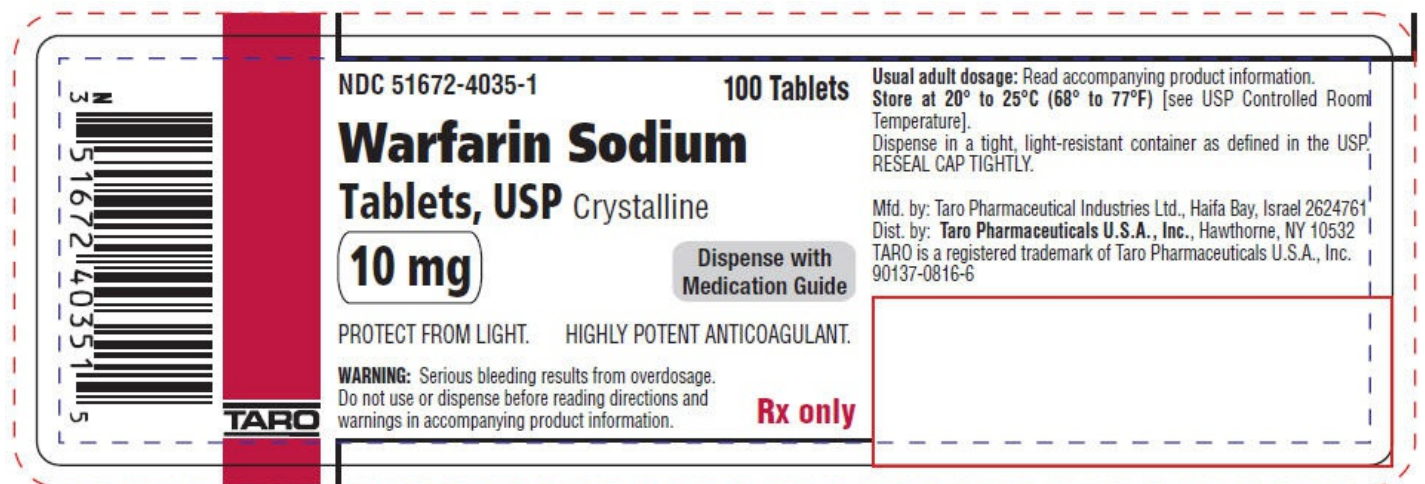 N
3 51672 40351 5
TARO
NDC 51672-4035-1 100 Tablets
Warfarin Sodium
Tablets, USP Crystalline
10 mg
Dispense with
Medication Guide
PROTECT FROM LIGHT. HIGHLY POTENT ANTICOAGULANT.
WARNING: Serious bleeding results from overdosage.
Do not use or dispense before reading directions and
warnings in accompanying product information.
Rx only
Usual adult dosage: Read accompanying product information.
Store at 20° to 25°C (68° to 77°F) [see USP Controlled Room
Temperature].
Dispense in a tight, light-resistant container as defined in the USP.
RESEAL CAP TIGHTLY.
Mfd. by: Taro Pharmaceutical Industries Ltd., Haifa Bay, Israel 2624761
Dist. by: Taro Pharmaceuticals U.S.A., Inc., Hawthorne, NY 10532
TARO is a registered trademark of Taro Pharmaceuticals U.S.A., Inc.
90137-0816-6